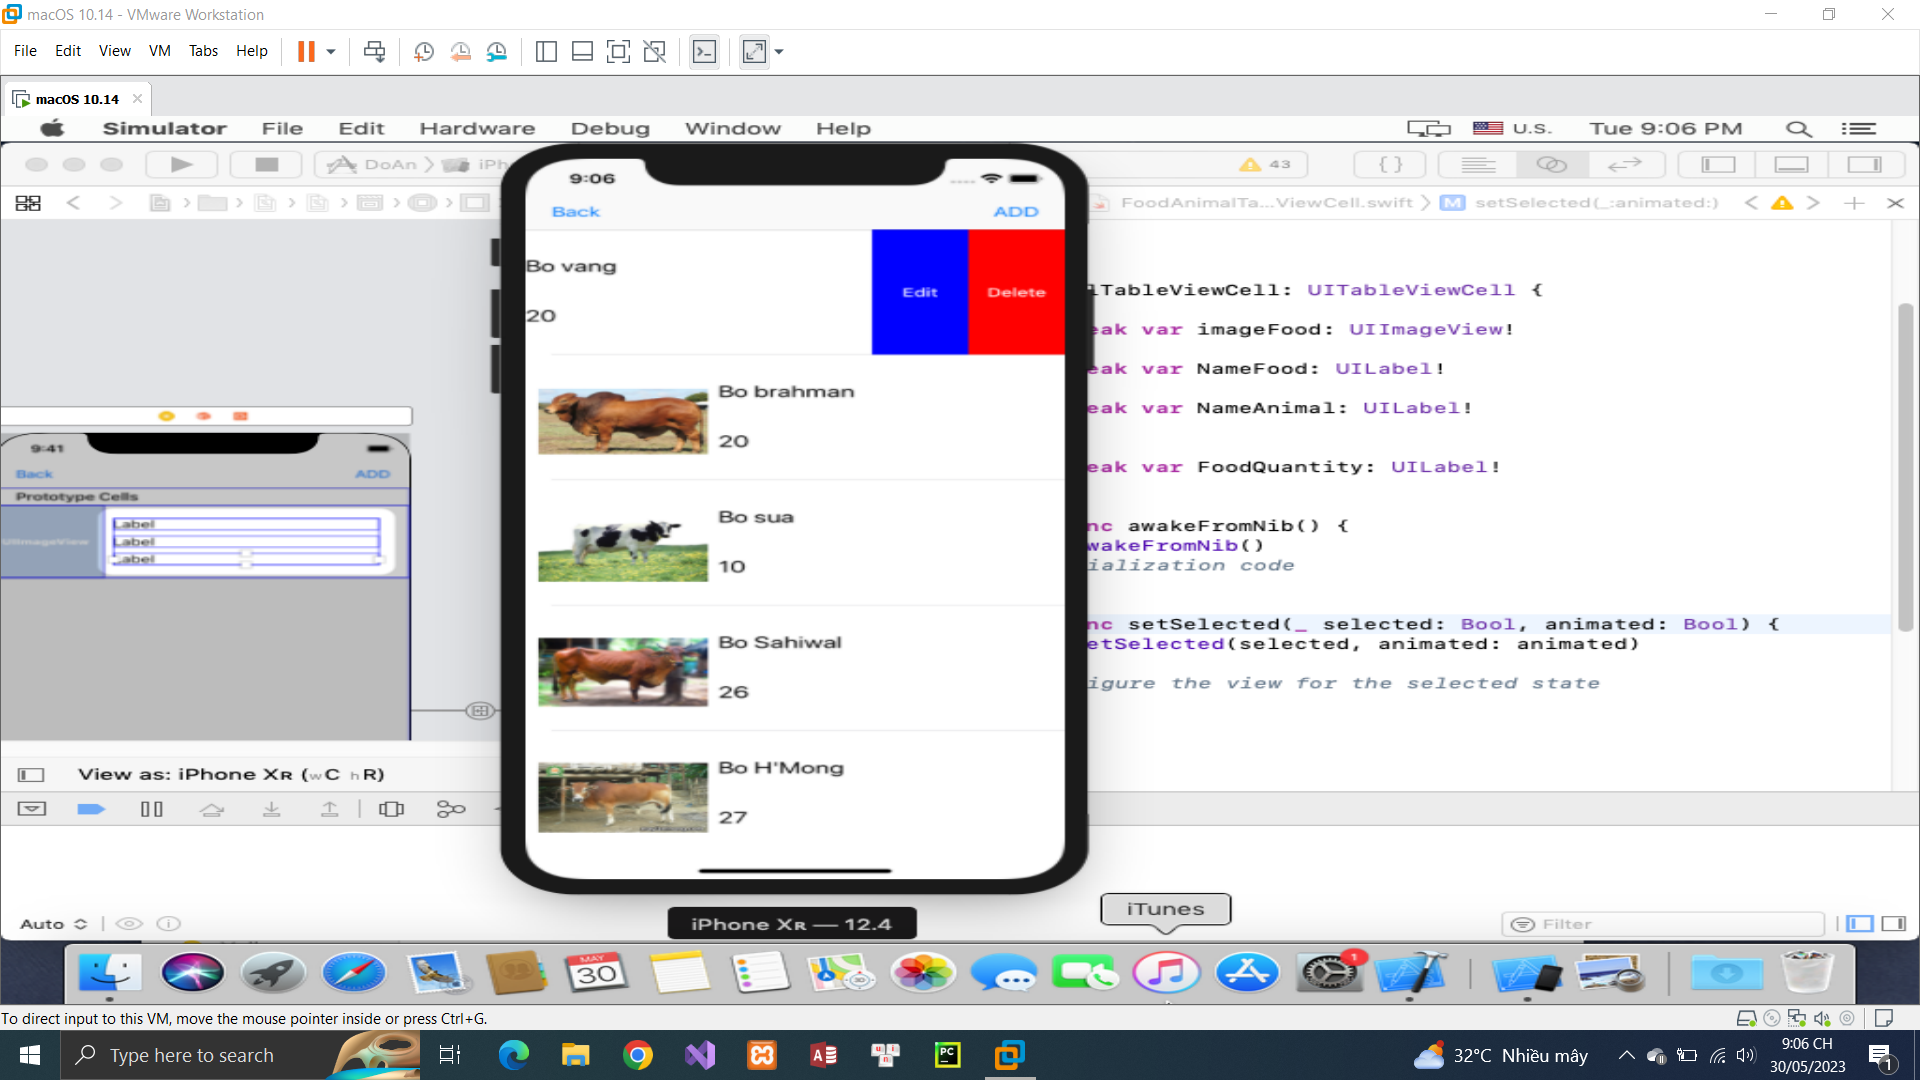 macOS 10.14 - VMware Workstation
File Edit View VM Tabs Help
macOS 10.14
Simulator File Edit Hardware Debug Window Help U.S. Tue 9:06 PM
DoAn iPh 43
FoodAnimalTa...ViewCell.swift M setSelected(_:animated:)
9:06
Back ADD
Bo vang
20
Edit Delete
Bo brahman
20
Bo sua
10
Bo Sahiwal
26
Bo H'Mong
27
lTableViewCell: UITableViewCell {
eak var imageFood: UIImageView!
eak var NameFood: UILabel!
eak var NameAnimal: UILabel!
eak var FoodQuantity: UILabel!
nc awakeFromNib() {
wakeFromNib()
ialization code
nc setSelected(_ selected: Bool, animated: Bool) {
etSelected(selected, animated: animated)
igure the view for the selected state
9:41
Back ADD
Prototype Cells
UIImageView
Label
Label
Label
View as: iPhone XR (wC hR)
Auto
Filter
iPhone XR — 12.4
iTunes
MAY
30
1
To direct input to this VM, move the mouse pointer inside or press Ctrl+G.
Type here to search
PC
32°C Nhiều mây
9:06 CH
30/05/2023
1